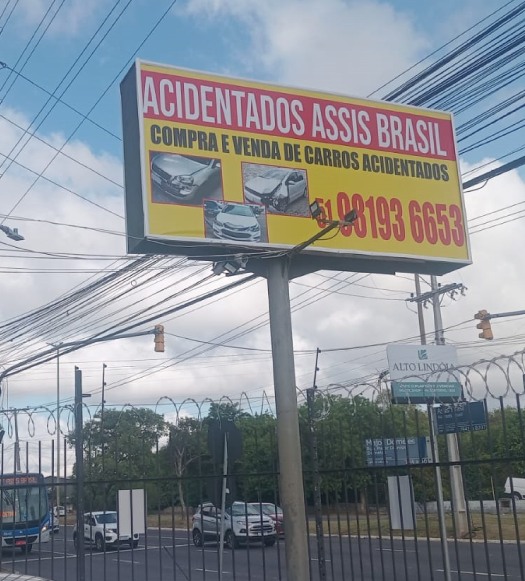 ACIDENTADOS ASSIS BRASIL
COMPRA E VENDA DE CARROS ACIDENTADOS
51 98193 6653
ALTO LINDÓIA